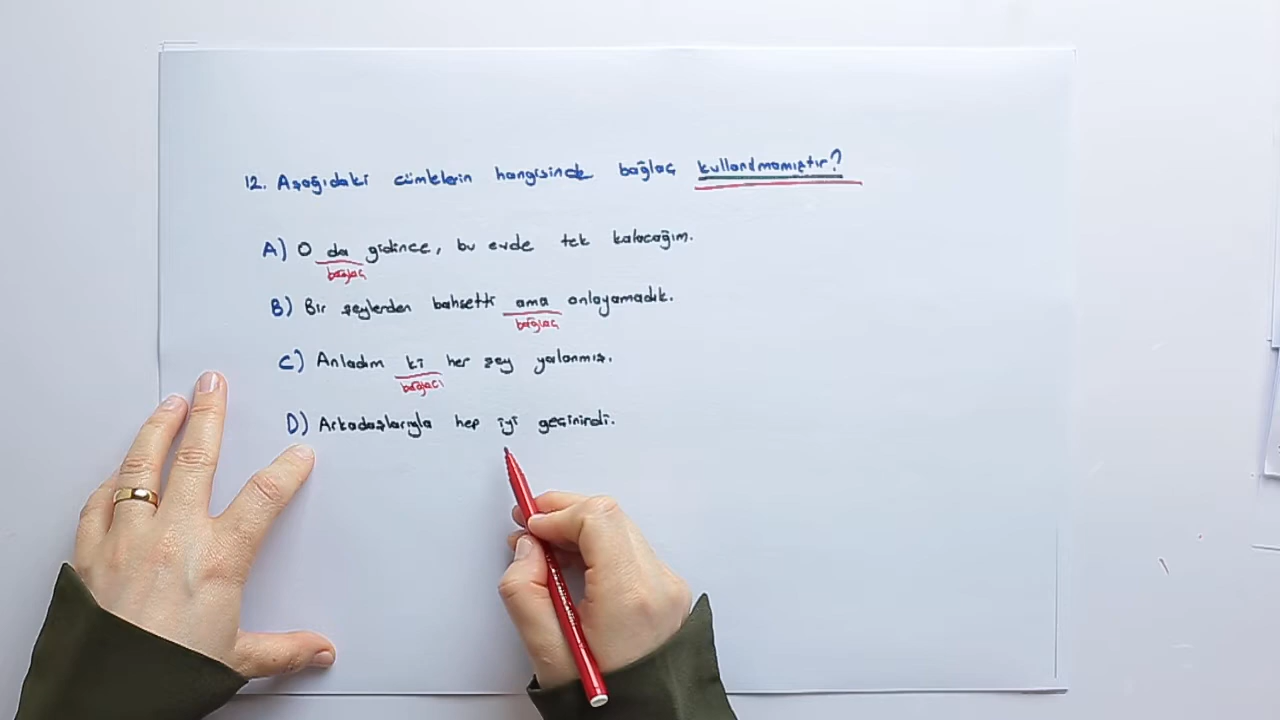 12. Aşağıdaki cümlelerin hangisinde bağlaç kullanılmamıştır?
A) O da gidince, bu evde tek kalacağım.
bağlaç
B) Bir şeylerden bahsetti ama anlayamadık.
bağlaç
C) Anladım ki her şey yalanmış.
bağlacı
D) Arkadaşlarıyla hep iyi geçinirdi.